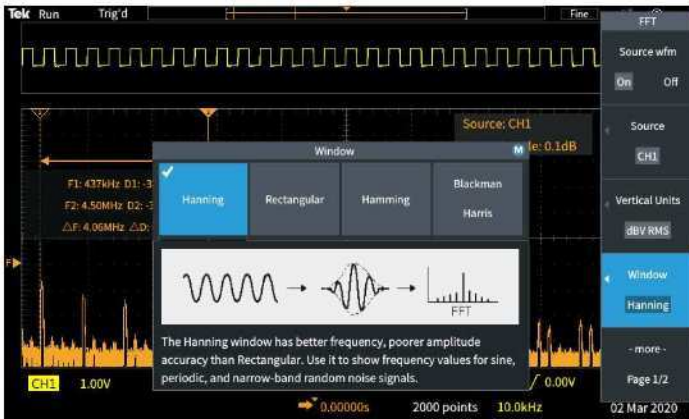 Tek Run Trig'd Fine
FFT
Source wfm
On Off
Source
CH1
Vertical Units
dBV RMS
Window
Hanning
- more -
Page 1/2
Source: CH1
le: 0.1dB
F1: 437kHz D1: -3
F2: 4.50MHz D2: -3
△F: 4.06MHz △D:
Window M
Hanning
Rectangular
Hamming
Blackman
Harris
FFT
The Hanning window has better frequency, poorer amplitude
accuracy than Rectangular. Use it to show frequency values for sine,
periodic, and narrow-band random noise signals.
F
CH1 1.00V
0.00V
0.00000s 2000 points 10.0kHz 02 Mar 2020